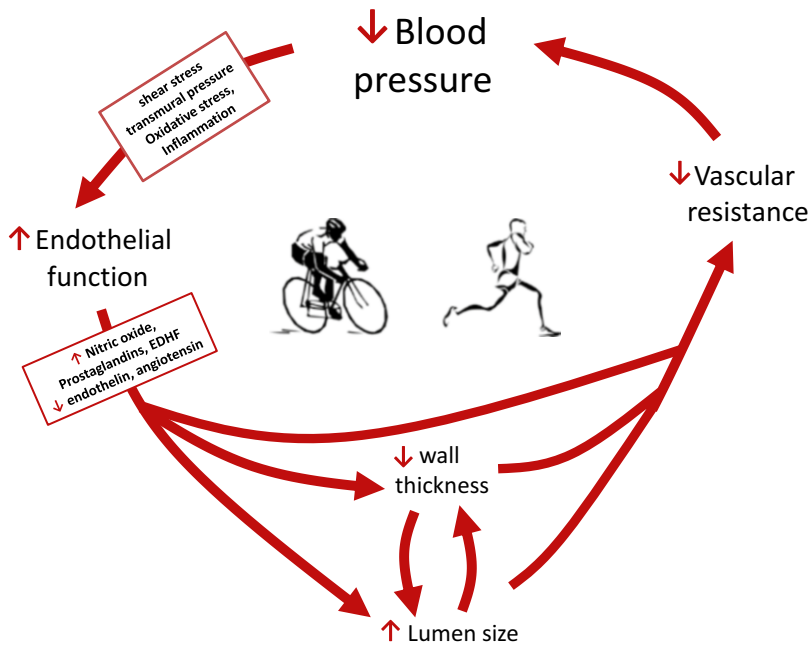 ↓ Blood
pressure
shear stress
transmural pressure
Oxidative stress,
Inflammation
↑ Endothelial
function
↑ Nitric oxide,
Prostaglandins, EDHF
↓ endothelin, angiotensin
↓ wall
thickness
↑ Lumen size
↓ Vascular
resistance